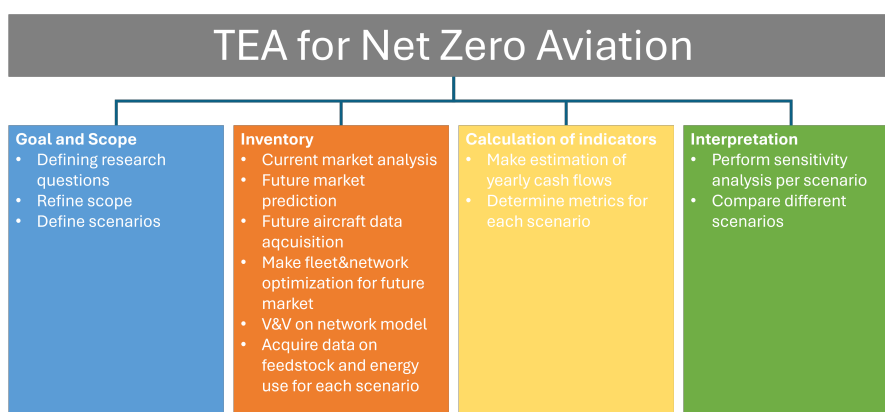 TEA for Net Zero Aviation
Goal and Scope
• Defining research
questions
• Refine scope
• Define scenarios
Inventory
• Current market analysis
• Future market
prediction
• Future aircraft data
aqcuisition
• Make fleet&network
optimization for future
market
• V&V on network model
• Acquire data on
feedstock and energy
use for each scenario
Calculation of indicators
• Make estimation of
yearly cash flows
• Determine metrics for
each scenario
Interpretation
• Perform sensitivity
analysis per scenario
• Compare different
scenarios